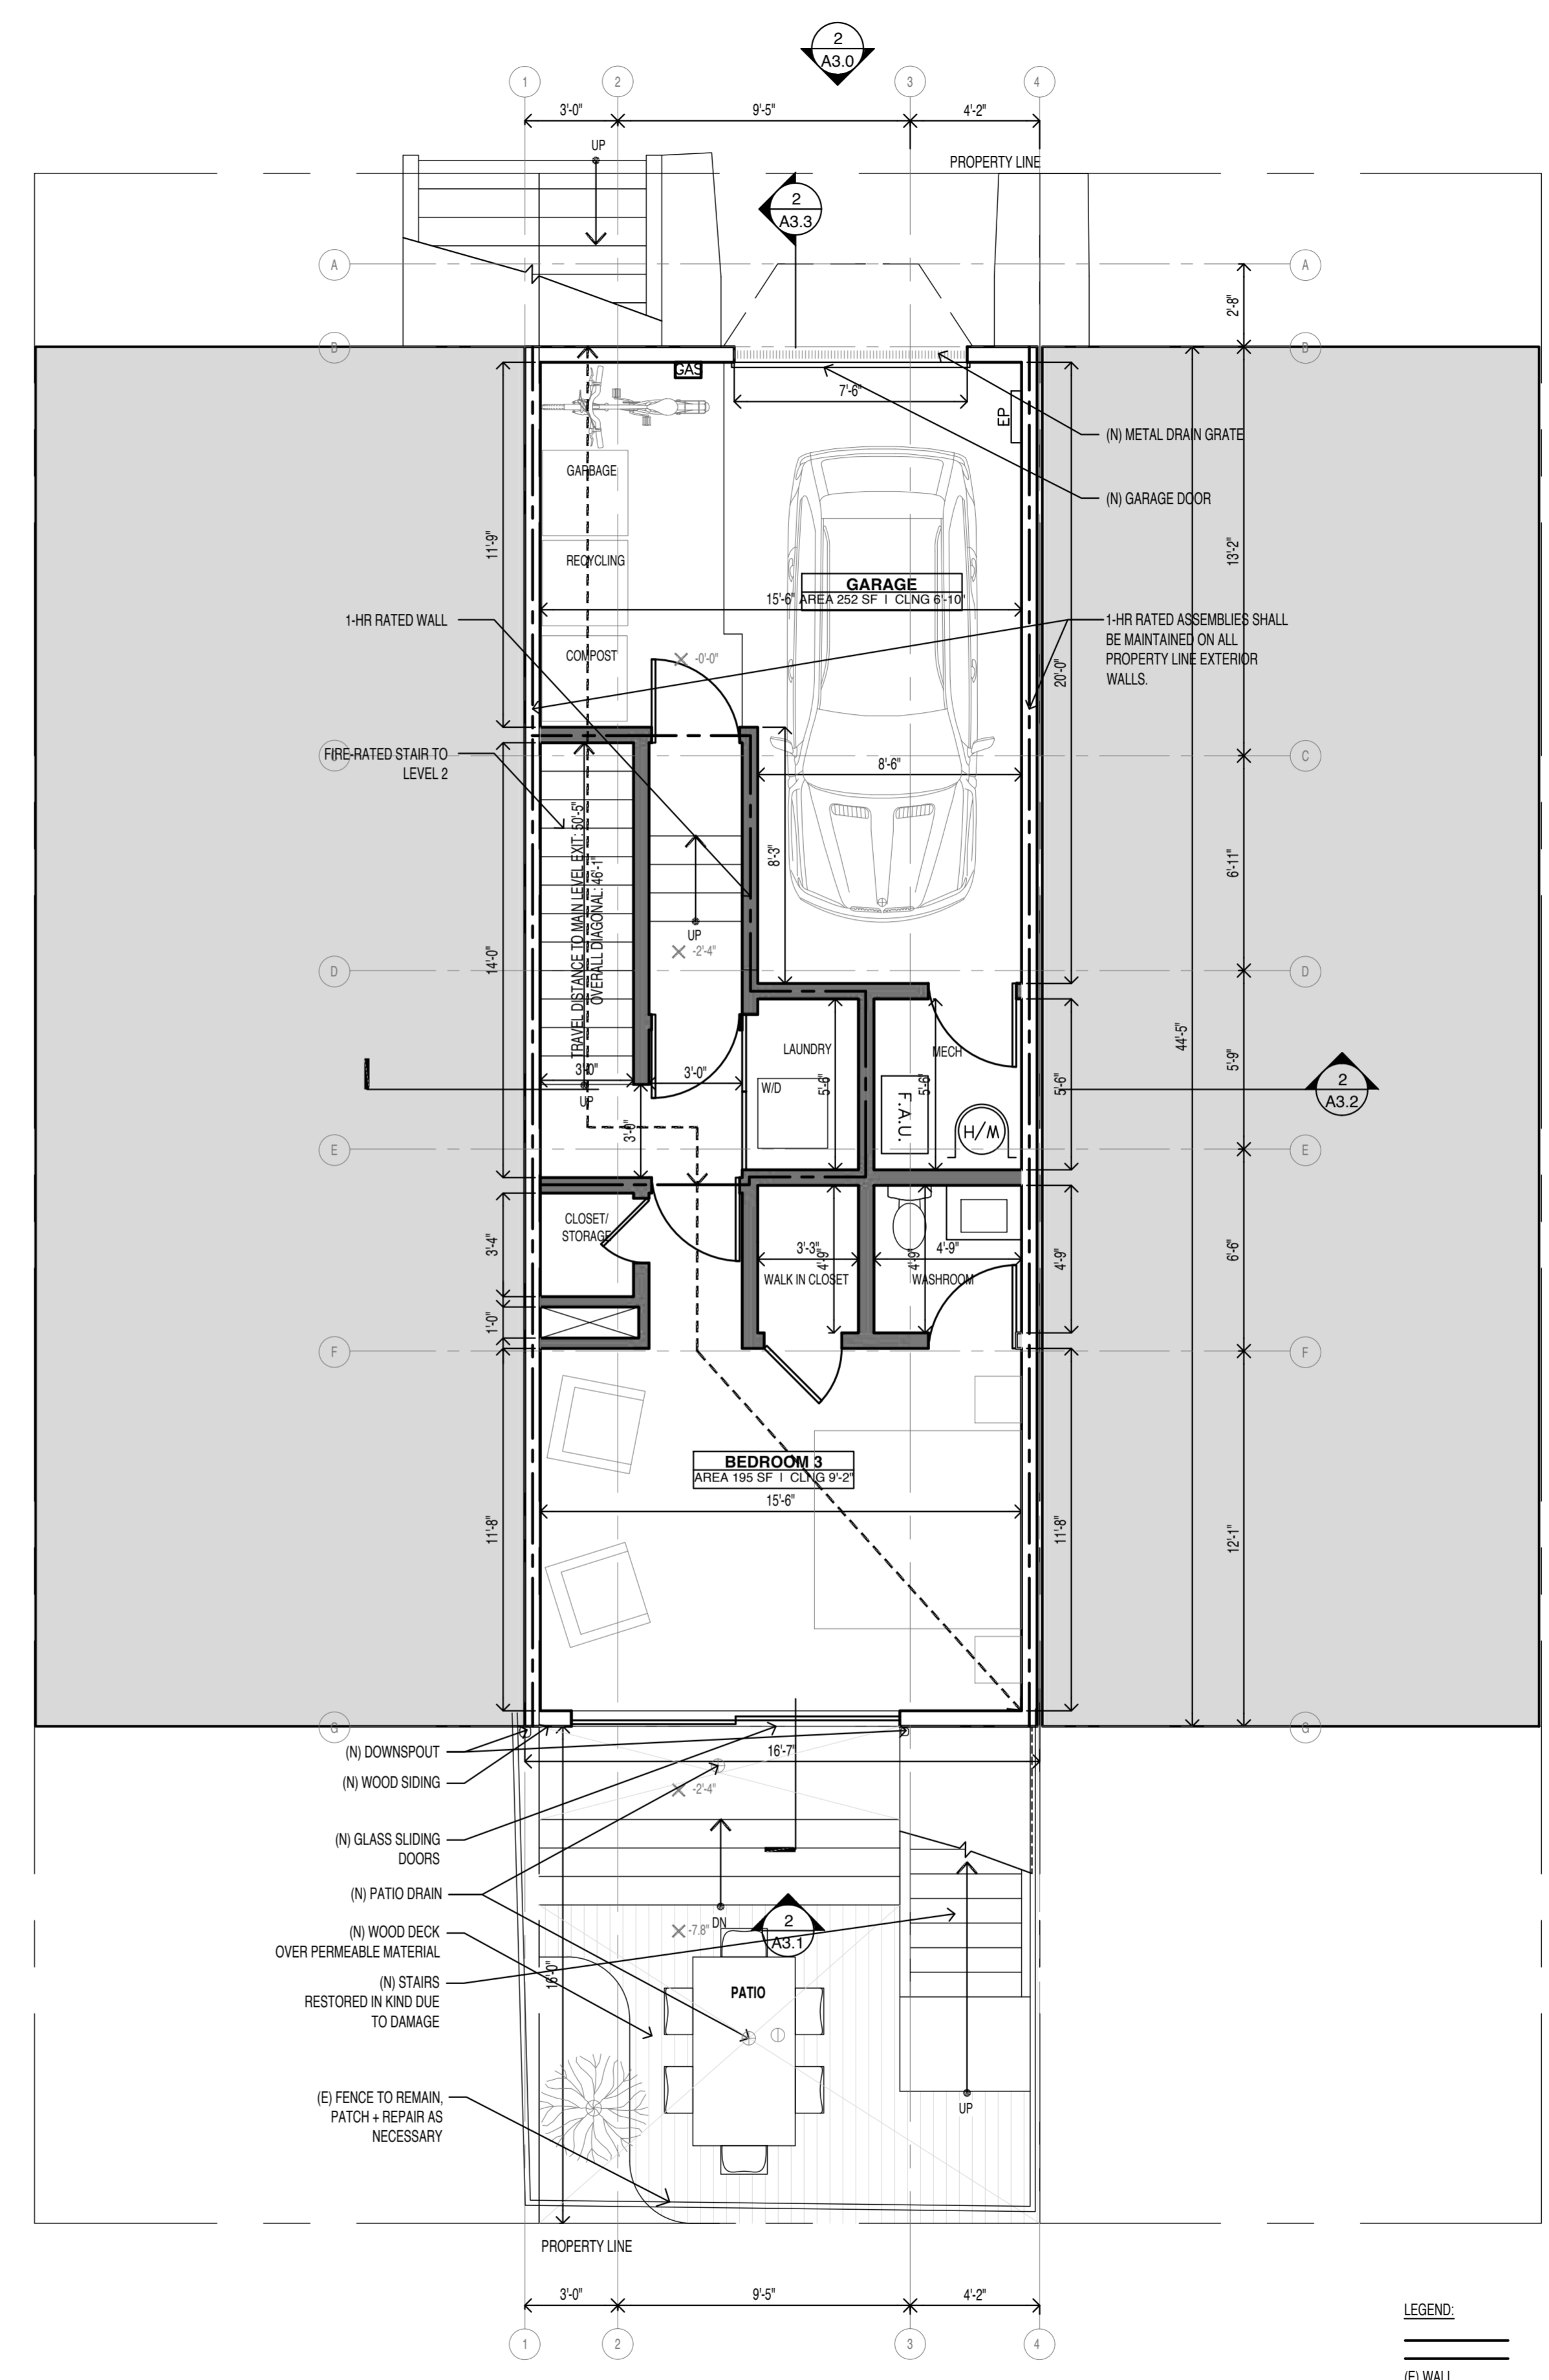 2
A3.0
1
2
3
4
3'-0"
9'-5"
4'-2"
UP
PROPERTY LINE
2
A3.3
A
A
2'-8"
B
B
GAS
7'-6"
EP
(N) METAL DRAIN GRATE
GARBAGE
(N) GARAGE DOOR
11'-9"
RECYCLING
13'-2"
GARAGE
15'-6"
AREA 252 SF | CLNG 6'-10"
1-HR RATED WALL
1-HR RATED ASSEMBLIES SHALL
BE MAINTAINED ON ALL
PROPERTY LINE EXTERIOR
WALLS.
COMPOST
-0'-0"
20'-0"
FIRE-RATED STAIR TO
LEVEL 2
C
8'-6"
8'-3"
6'-11"
TRAVEL DISTANCE TO MAIN LEVEL EXIT: 50'-5"
OVERALL DIAGONAL: 46'-1"
UP
-2'-4"
14'-0"
D
D
44'-5"
LAUNDRY
MECH
5'-9"
3'-0"
3'-0"
W/D
5'-6"
5'-6"
5'-6"
F.A.U.
W/H
2
A3.2
UP
3'-0"
E
E
CLOSET/
STORAGE
3'-4"
3'-3"
4'-9"
4'-9"
4'-9"
4'-9"
6'-6"
WALK IN CLOSET
WASHROOM
1'-0"
F
F
BEDROOM 3
AREA 195 SF | CLNG 9'-2"
15'-6"
11'-8"
11'-8"
12'-1"
G
G
(N) DOWNSPOUT
16'-7"
(N) WOOD SIDING
-2'-4"
(N) GLASS SLIDING
DOORS
(N) PATIO DRAIN
DN
-7.8"
2
A3.1
(N) WOOD DECK
OVER PERMEABLE MATERIAL
(N) STAIRS
RESTORED IN KIND DUE
TO DAMAGE
PATIO
(E) FENCE TO REMAIN,
PATCH + REPAIR AS
NECESSARY
UP
PROPERTY LINE
3'-0"
9'-5"
4'-2"
1
2
3
4
LEGEND:
(E) WALL